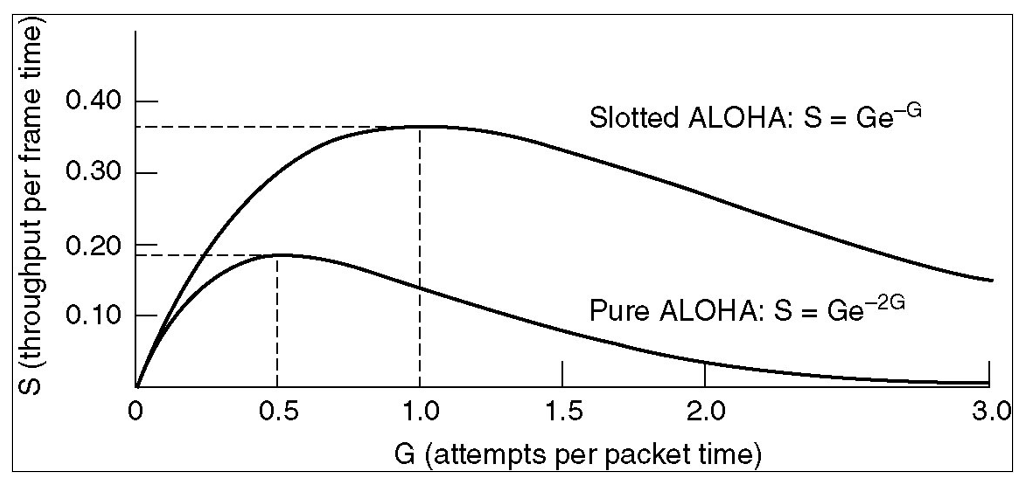 S (throughput per frame time)
0.40
0.30
0.20
0.10
Slotted ALOHA: S = Ge–G
Pure ALOHA: S = Ge–2G
0 0.5 1.0 1.5 2.0 3.0
G (attempts per packet time)